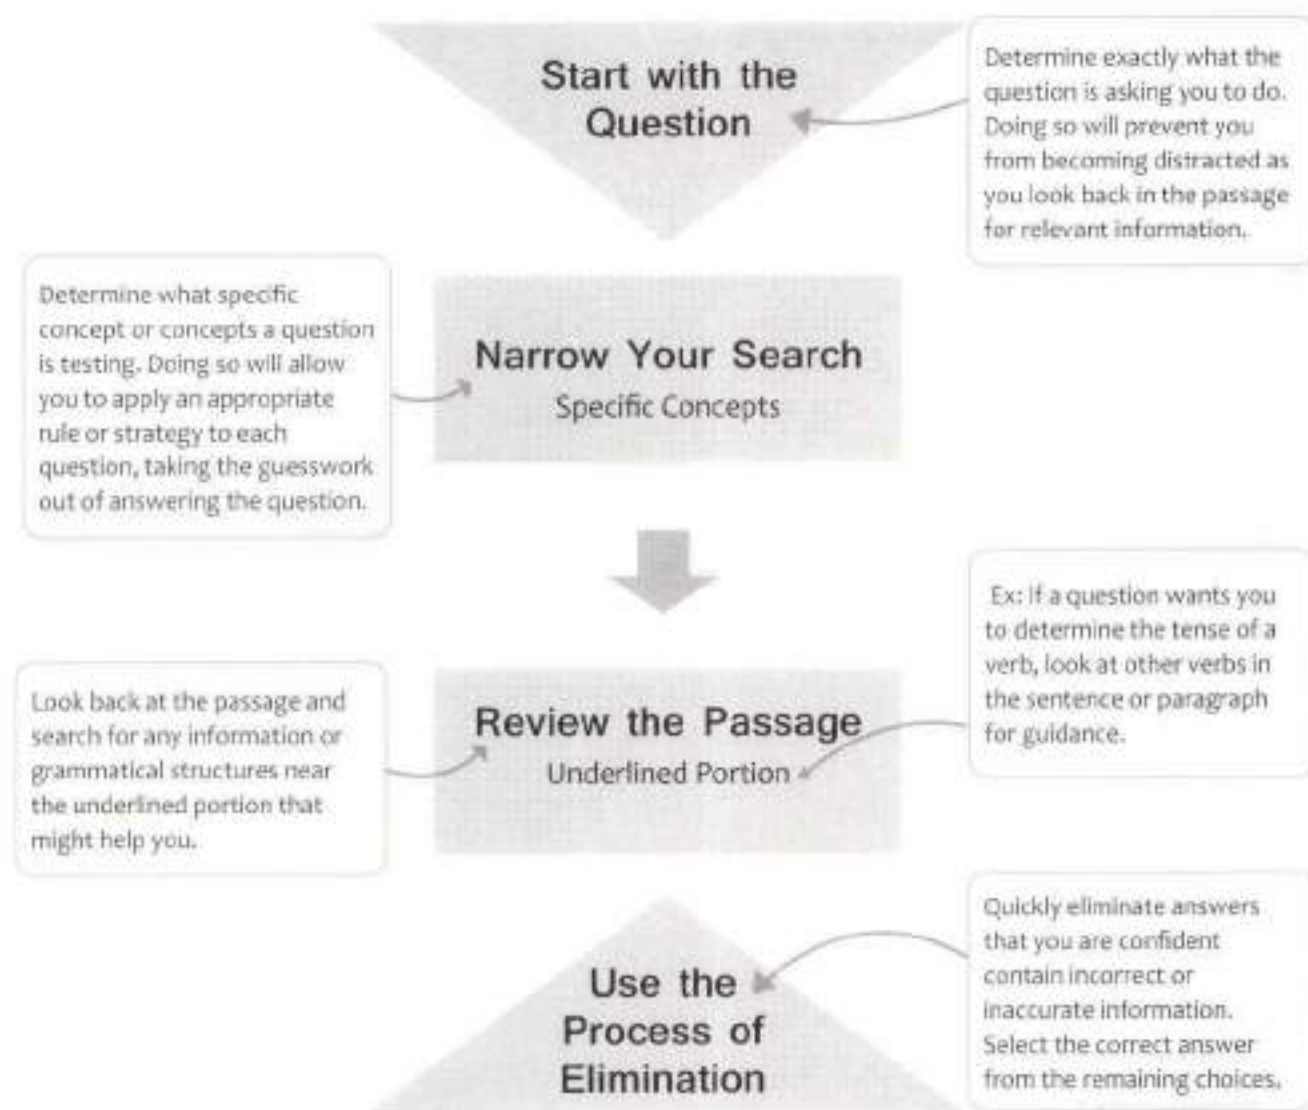 Start with the
Question
Determine exactly what the
question is asking you to do.
Doing so will prevent you
from becoming distracted as
you look back in the passage
for relevant information.
Determine what specific
concept or concepts a question
is testing. Doing so will allow
you to apply an appropriate
rule or strategy to each
question, taking the guesswork
out of answering the question.
Narrow Your Search
Specific Concepts
Ex: If a question wants you
to determine the tense of a
verb, look at other verbs in
the sentence or paragraph
for guidance.
Look back at the passage and
search for any information or
grammatical structures near
the underlined portion that
might help you.
Review the Passage
Underlined Portion
Quickly eliminate answers
that you are confident
contain incorrect or
inaccurate information.
Select the correct answer
from the remaining choices.
Use the
Process of
Elimination